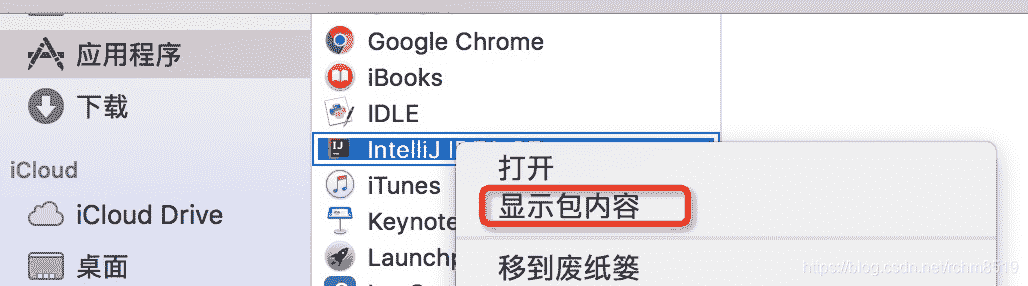 应用程序
下载
iCloud
iCloud Drive
桌面
Google Chrome
iBooks
IDLE
IntelliJ
iTunes
Keynote
Launchp
打开
显示包内容
移到废纸篓
https://blog.csdn.net/rchm8519